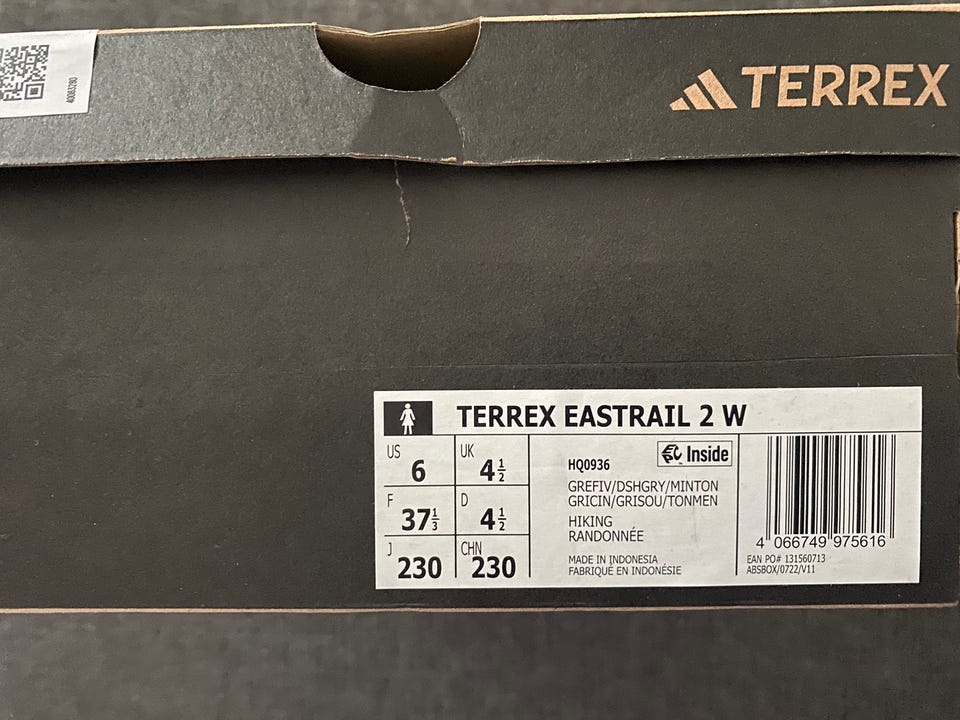 40083280
TERREX
TERREX EASTRAIL 2 W
US 6
UK 4½
F 37⅓
D 4½
J 230
CHN 230
HQ0936
Inside
GREFIV/DSHGRY/MINTON
GRICIN/GRISOU/TONMEN
HIKING
RANDONNÉE
MADE IN INDONESIA
FABRIQUÉ EN INDONÉSIE
4 066749 975616
EAN PO# 131560713
ABSBOX/0722/V11